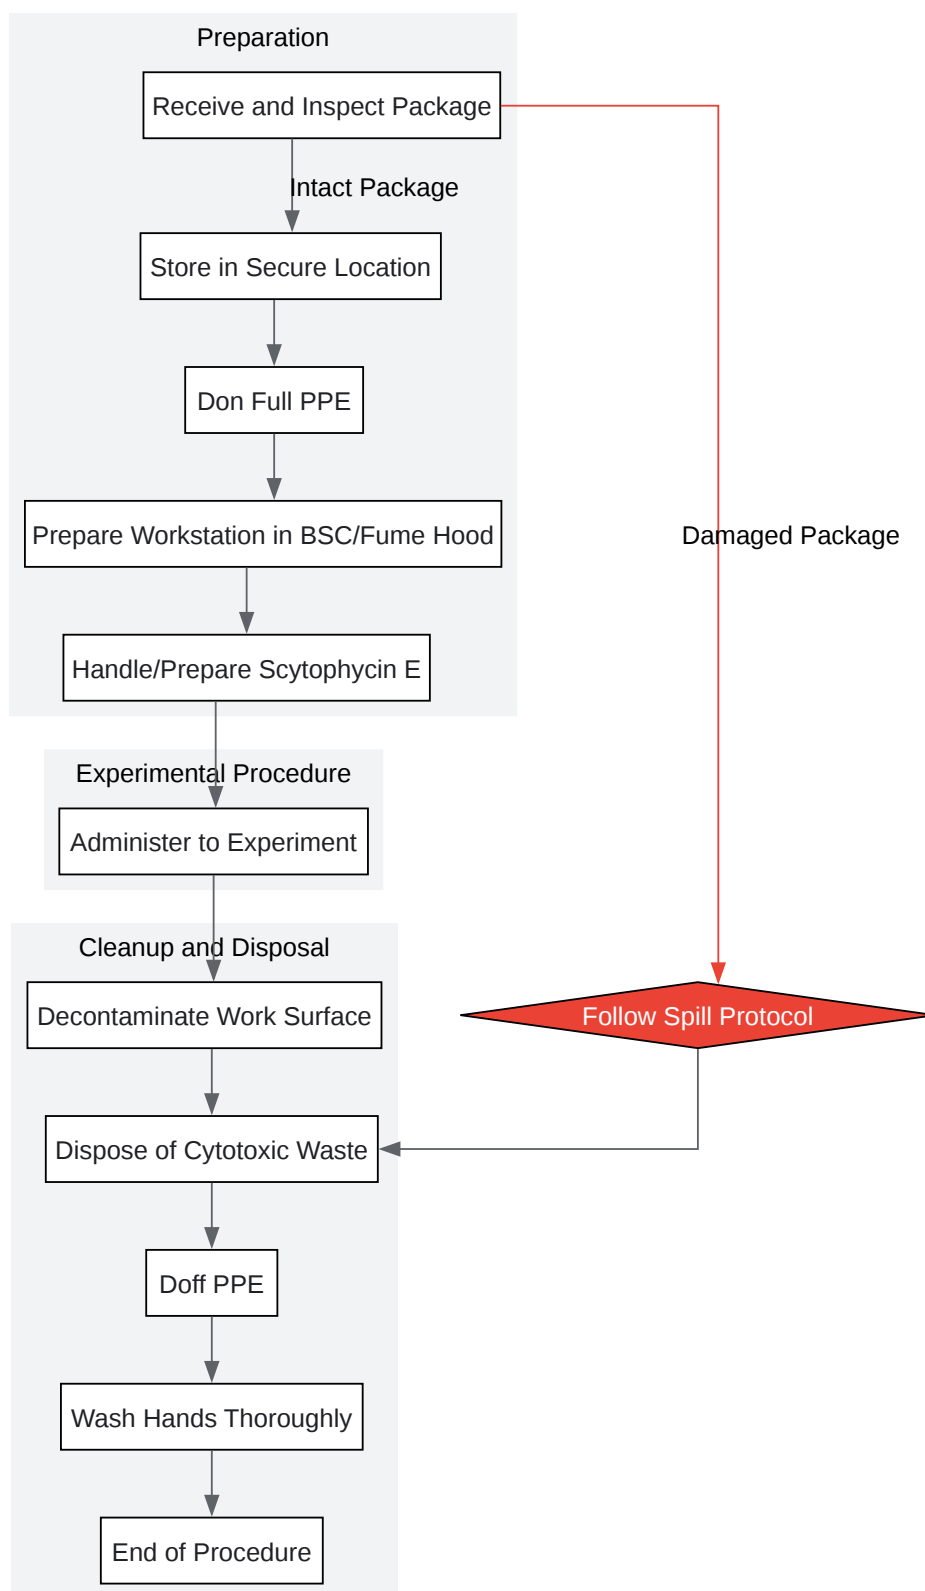 Preparation
Receive and Inspect Package
Intact Package
Store in Secure Location
Don Full PPE
Prepare Workstation in BSC/Fume Hood
Damaged Package
Handle/Prepare Scytophycin E
Experimental Procedure
Administer to Experiment
Cleanup and Disposal
Decontaminate Work Surface
Follow Spill Protocol
Dispose of Cytotoxic Waste
Doff PPE
Wash Hands Thoroughly
End of Procedure